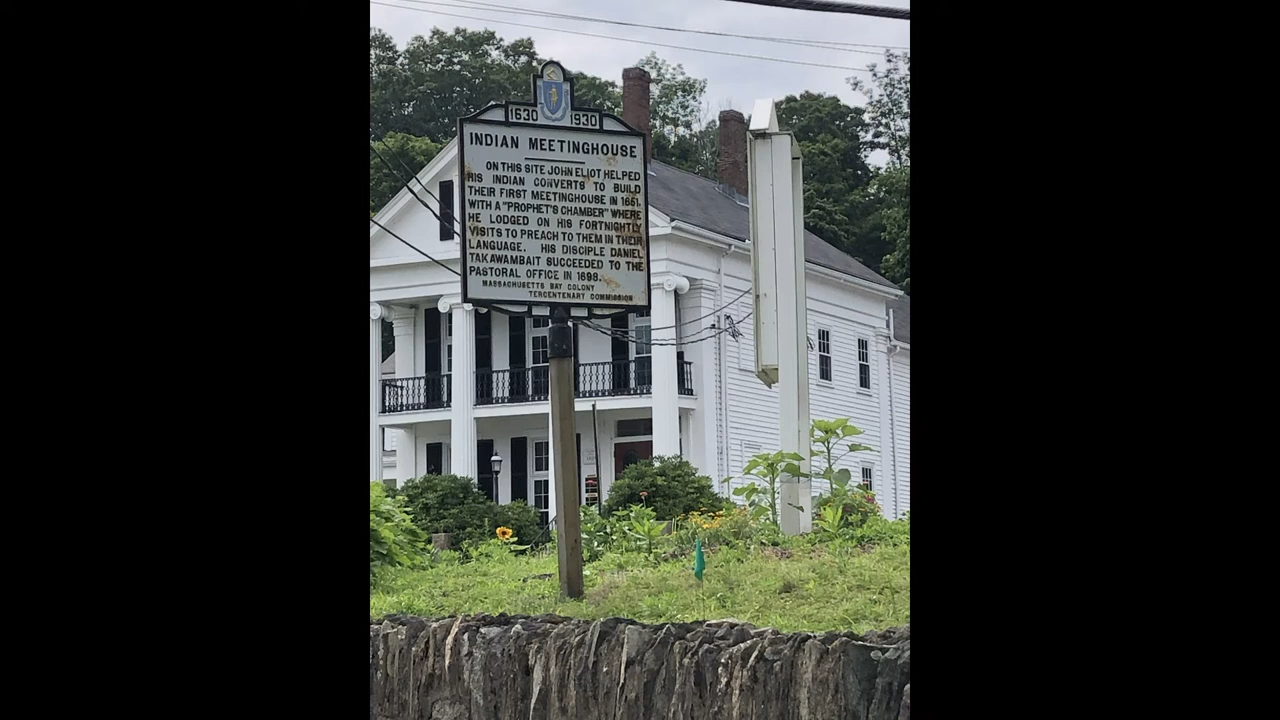 1630 1930
INDIAN MEETINGHOUSE
ON THIS SITE JOHN ELIOT HELPED
HIS INDIAN CONVERTS TO BUILD
THEIR FIRST MEETINGHOUSE IN 1651,
WITH A "PROPHET'S CHAMBER" WHERE
HE LODGED ON HIS FORTNIGHTLY
VISITS TO PREACH TO THEM IN THEIR
LANGUAGE. HIS DISCIPLE DANIEL
TAKAWAMBAIT SUCCEEDED TO THE
PASTORAL OFFICE IN 1698.
MASSACHUSETTS BAY COLONY
TERCENTENARY COMMISSION